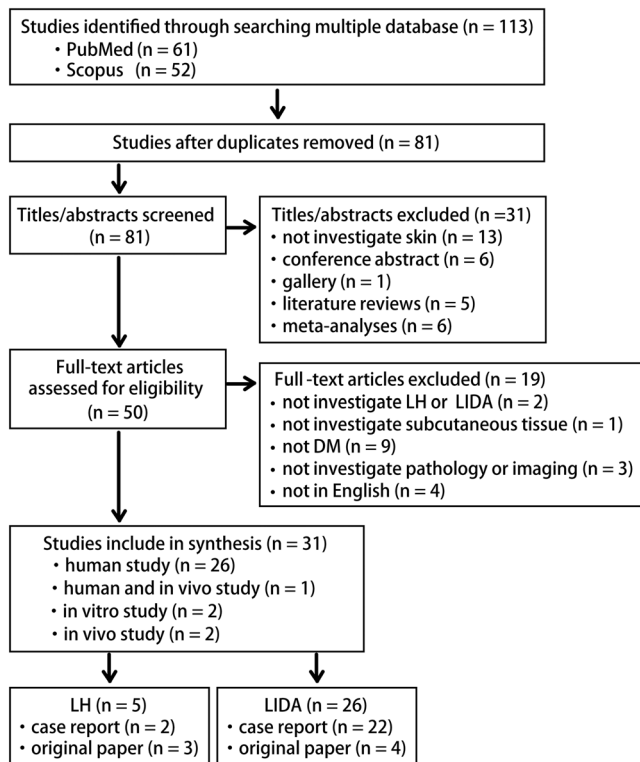 Studies identified through searching multiple database (n = 113)
• PubMed (n = 61)
• Scopus (n = 52)
Studies after duplicates removed (n = 81)
Titles/abstracts screened
(n = 81)
Titles/abstracts excluded (n =31)
• not investigate skin (n = 13)
• conference abstract (n = 6)
• gallery (n = 1)
• literature reviews (n = 5)
• meta-analyses (n = 6)
Full-text articles
assessed for eligibility
(n = 50)
Full -text articles excluded (n = 19)
• not investigate LH or LIDA (n = 2)
• not investigate subcutaneous tissue (n = 1)
• not DM (n = 9)
• not investigate pathology or imaging (n = 3)
• not in English (n = 4)
Studies include in synthesis (n = 31)
• human study (n = 26)
• human and in vivo study (n = 1)
• in vitro study (n = 2)
• in vivo study (n = 2)
LH (n = 5)
• case report (n = 2)
• original paper (n = 3)
LIDA (n = 26)
• case report (n = 22)
• original paper (n = 4)